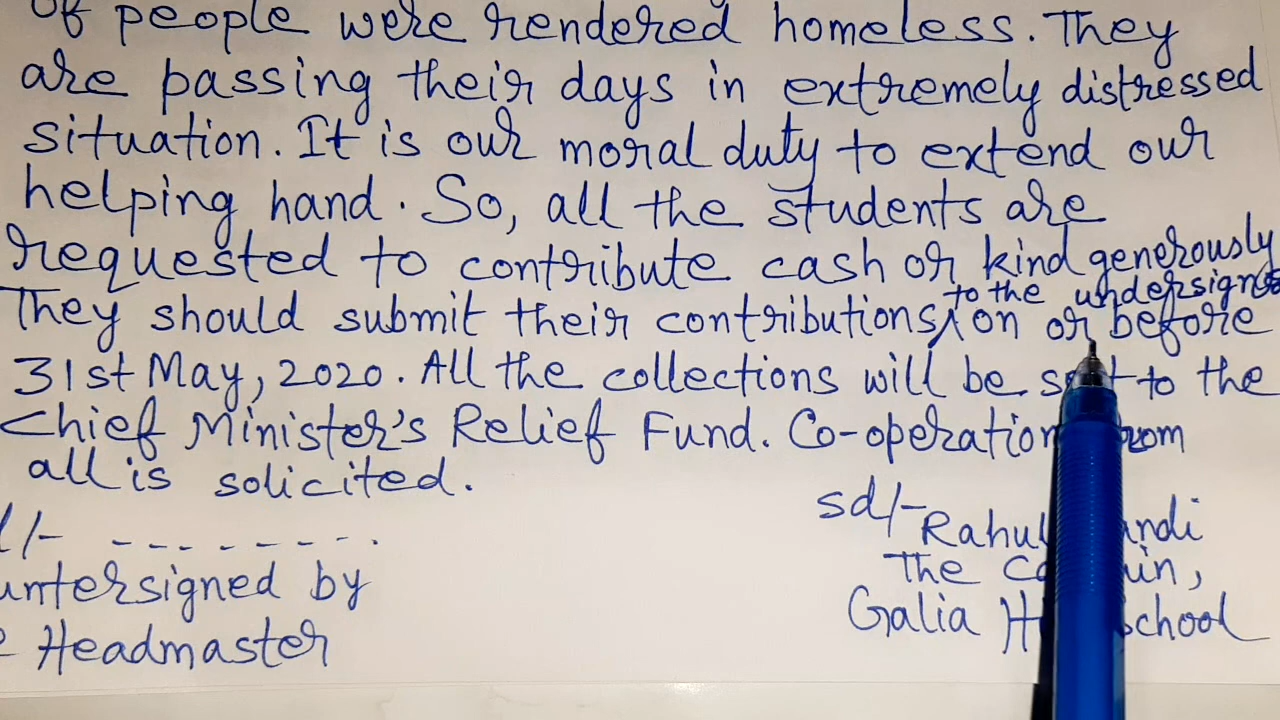 of people were rendered homeless. They
are passing their days in extremely distressed
situation. It is our moral duty to extend our
helping hand. So, all the students are
requested to contribute cash or kind generously
to the undersigned
They should submit their contributions, on or before
31st May, 2020. All the collections will be to the
Chief Minister's Relief Fund. Co-operation from
all is solicited.
sd/-
Rahul
/- ---------.
The
untersigned by
Galia School
Headmaster